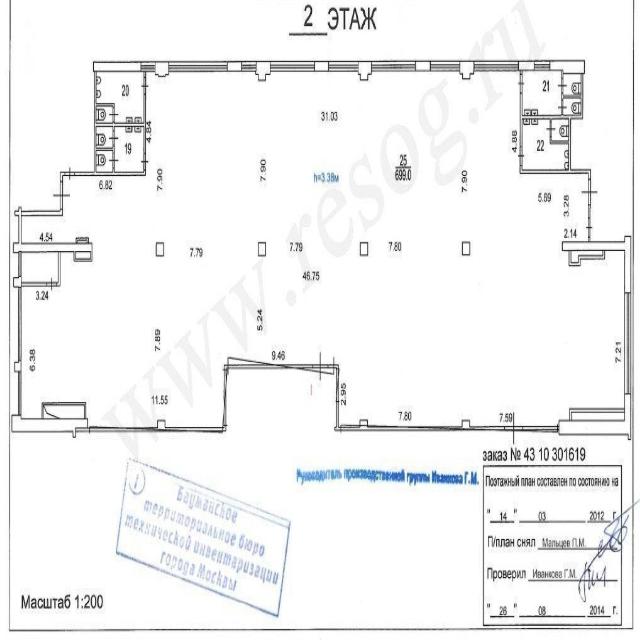 2 ЭТАЖ
20
21
31.03
19
4.84
22
4.88
25
699.0
h=3.38м
7.90
7.90
7.90
6.82
5.69
3.28
2.14
4.54
7.79
7.79
7.80
46.75
3.24
5.24
7.89
6.38
9.46
7.21
2.95
11.55
7.80
7.59
www.resog.ru
заказ № 43 10 301619
Руководитель производственной группы Иванкова Г.М.
Поэтажный план составлен по состоянию на
" 14 " 03 2012 г.
П/план снял Мальцев П.М.
Проверил Иванкова Г.М.
" 26 " 08 2014 г.
1
Бауманское
территориальное бюро
технической инвентаризации
города Москвы
Масштаб 1:200